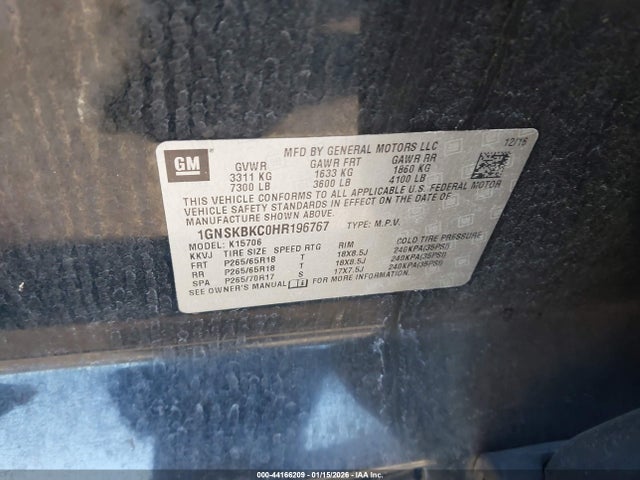 GM
MFD BY GENERAL MOTORS LLC 12/16
GVWR GAWR FRT GAWR RR
3311 KG 1633 KG 1860 KG
7300 LB 3600 LB 4100 LB
THIS VEHICLE CONFORMS TO ALL APPLICABLE U.S. FEDERAL MOTOR
VEHICLE SAFETY STANDARDS IN EFFECT ON THE DATE OF
MANUFACTURE SHOWN ABOVE.
1GNSKBKC0HR196767 TYPE: M.P.V.
MODEL: K15706
KKVJ TIRE SIZE SPEED RTG RIM COLD TIRE PRESSURE
FRT P265/65R18 T 18X8.5J 240KPA(35PSI)
RR P265/65R18 T 18X8.5J 240KPA(35PSI)
SPA P265/70R17 S 17X7.5J 240KPA(35PSI)
SEE OWNER'S MANUAL FOR MORE INFORMATION.
000-44166209 - 01/15/2026 - IAA Inc.